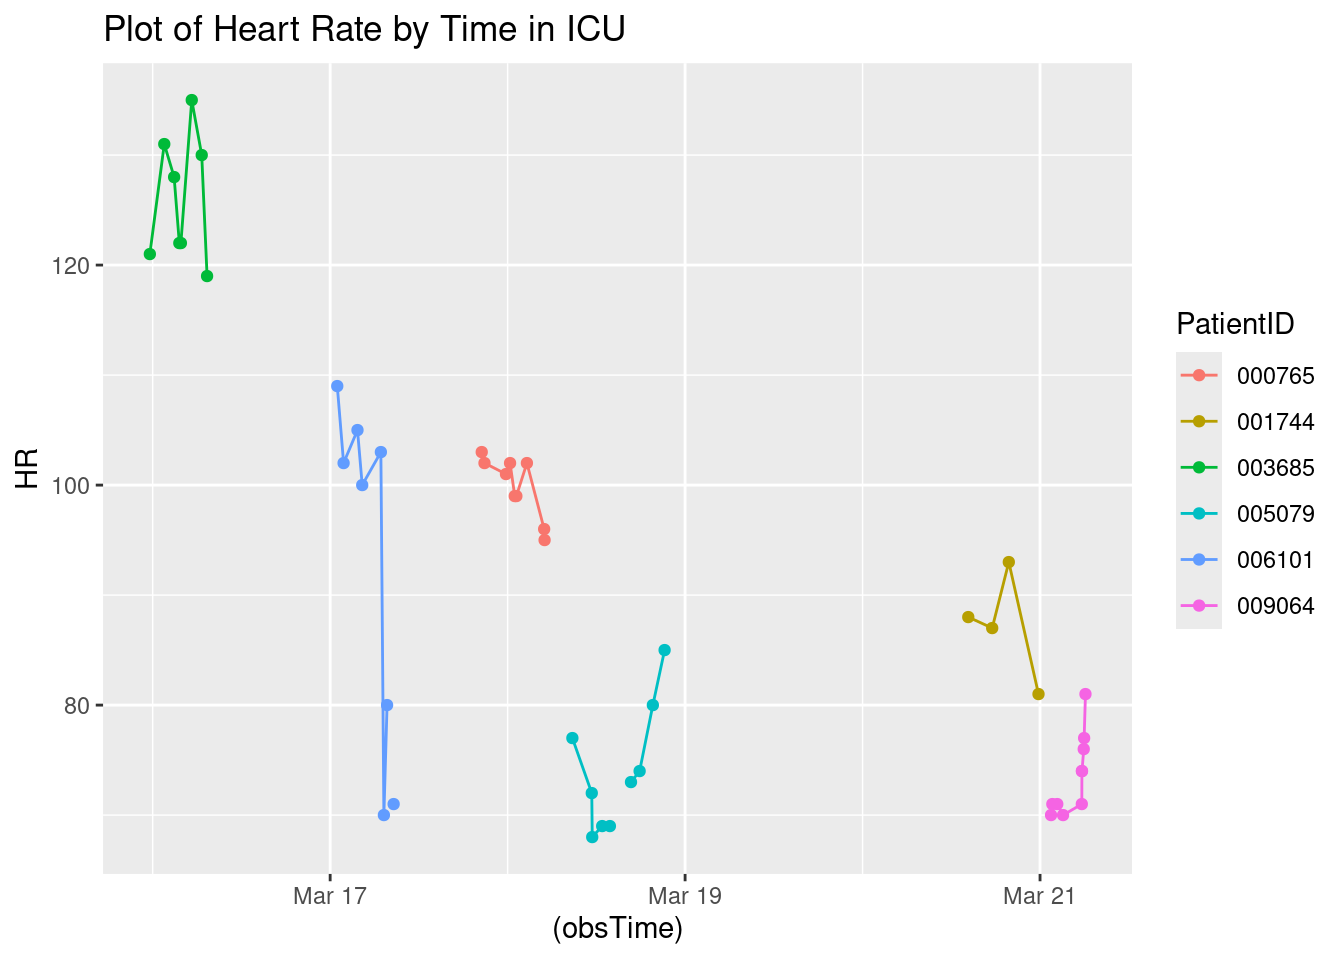 Plot of Heart Rate by Time in ICU
HR
120
100
80
Mar 17
Mar 19
Mar 21
(obsTime)
PatientID
000765
001744
003685
005079
006101
009064